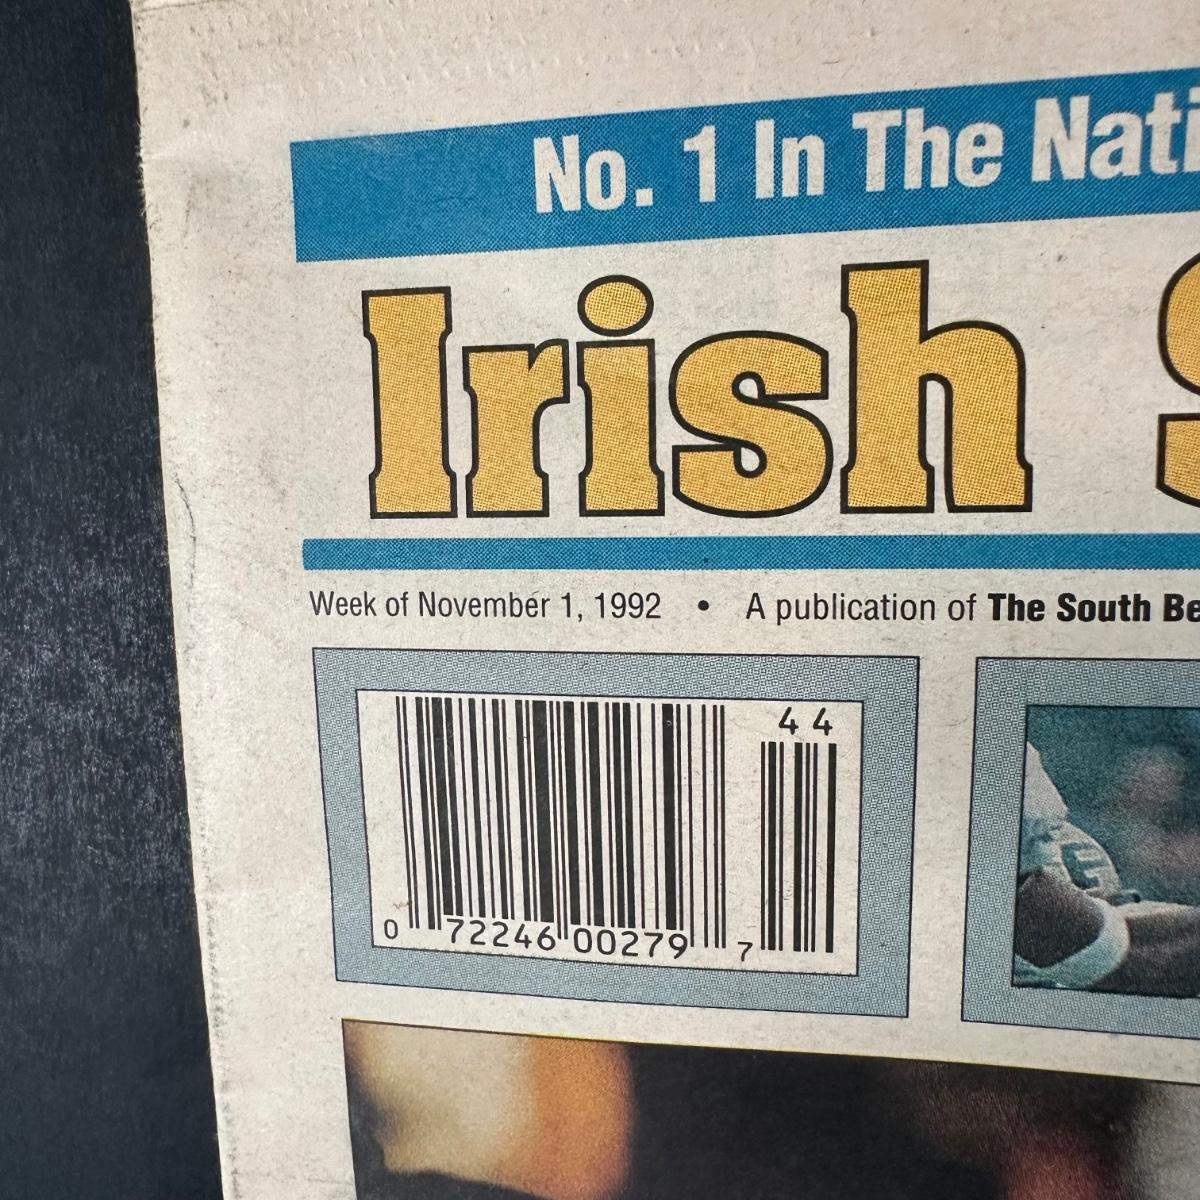 No. 1 In The Nati
Irish S
Week of November 1, 1992 • A publication of The South Be
44
0 72246 00279 7
E